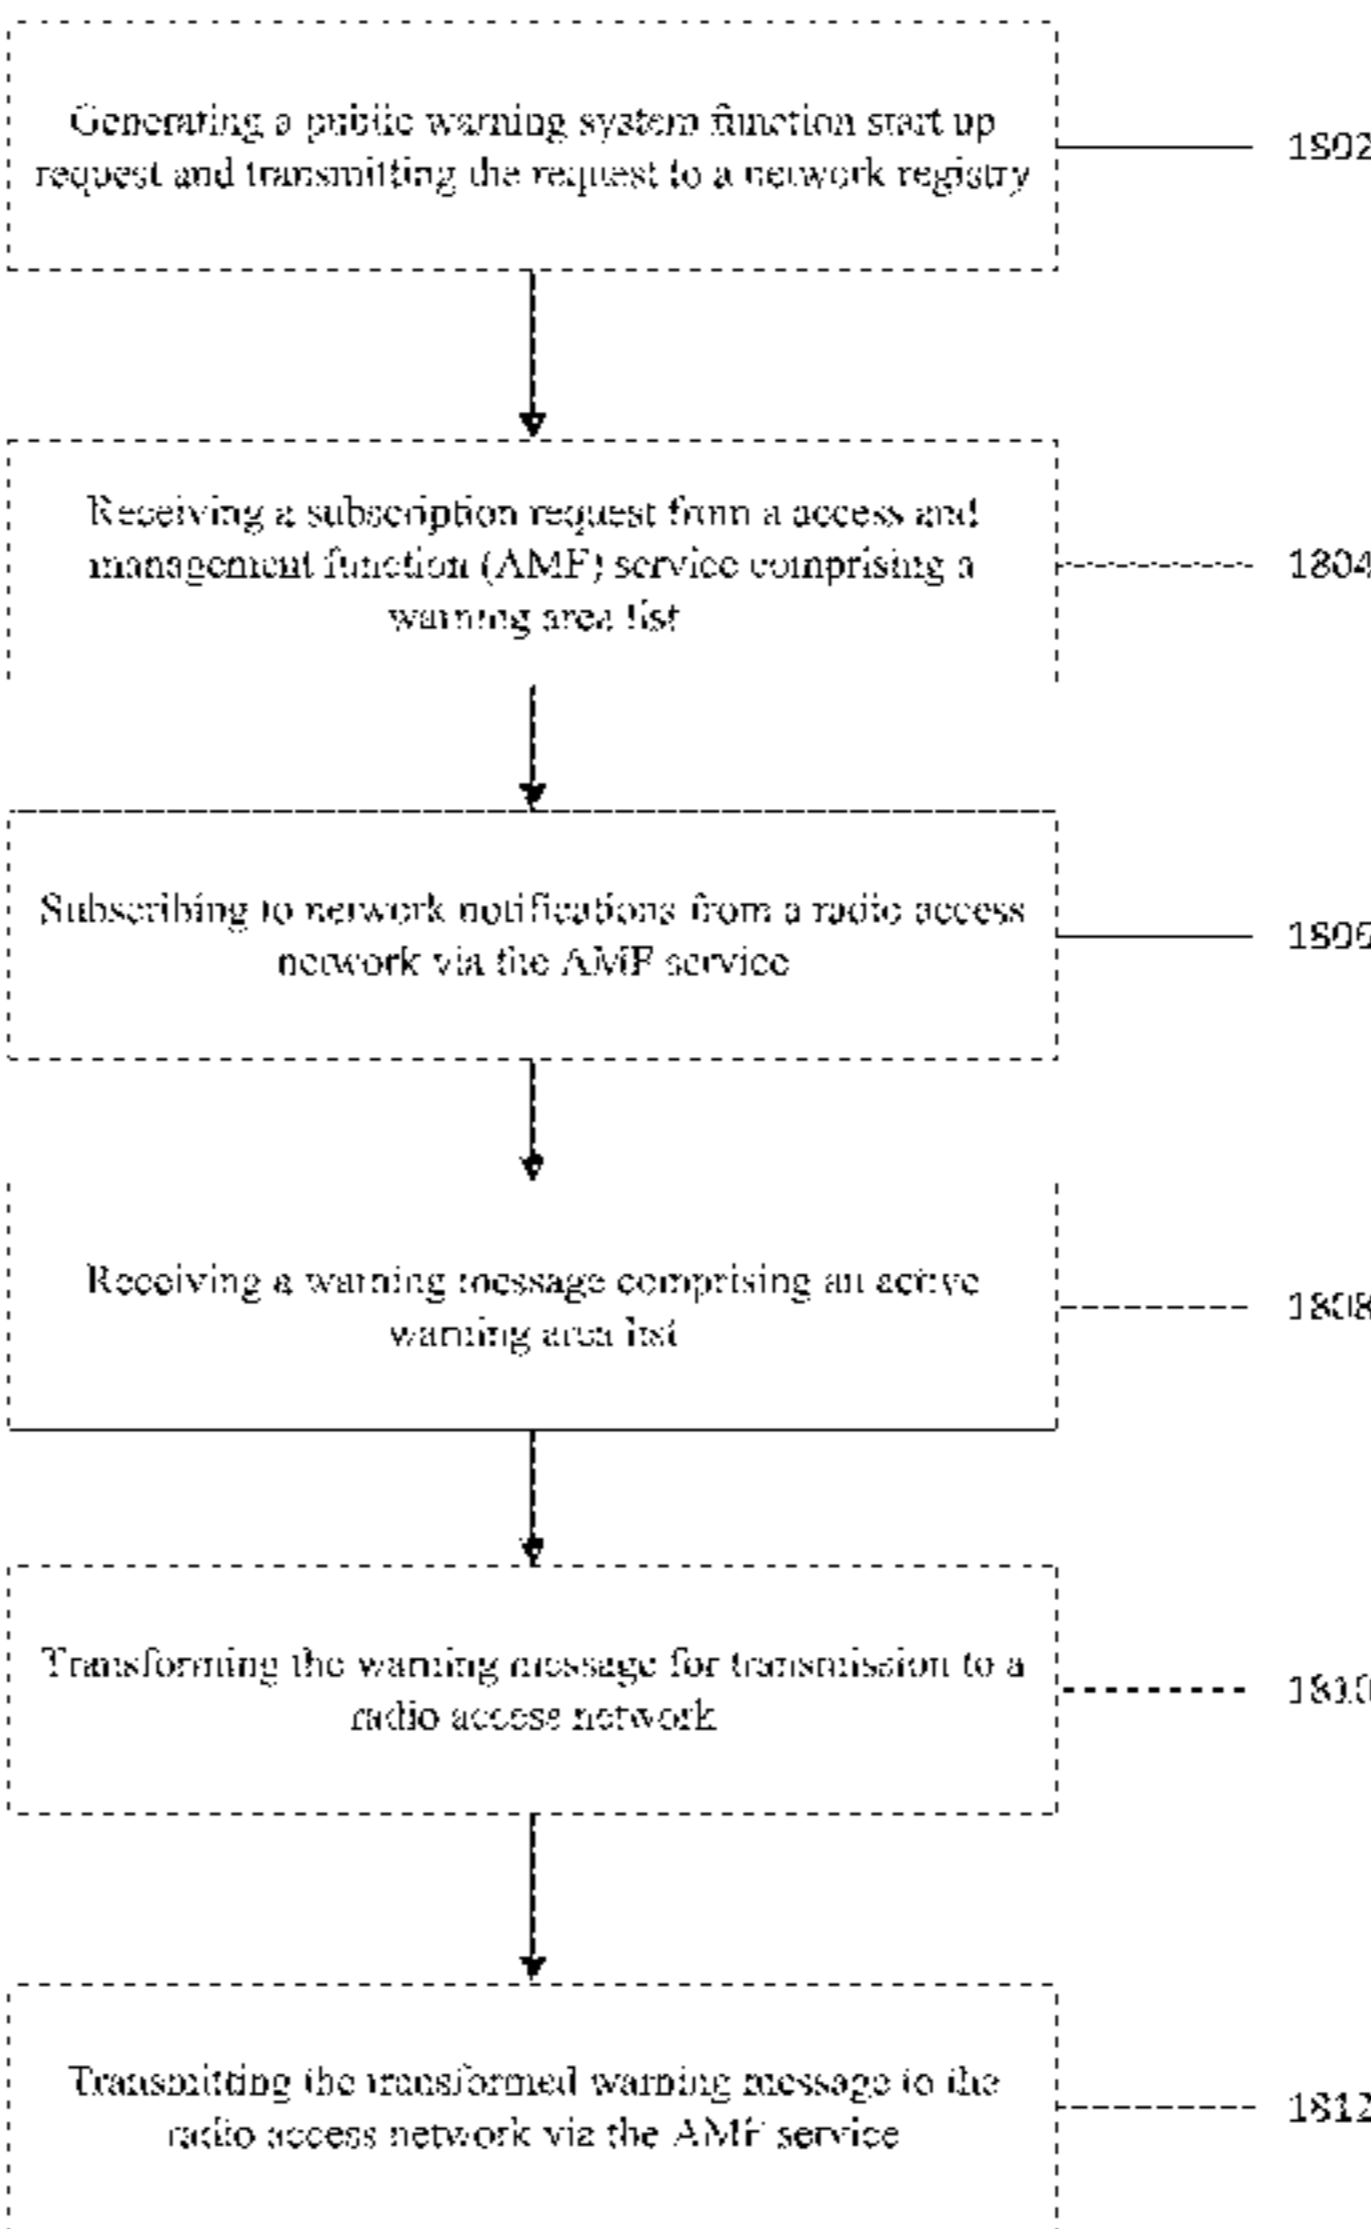 Generating a public warning system function start up
request and transmitting the request to a network registry
1802
Receiving a subscription request from a access and
management function (AMF) service comprising a
warning area list
1804
Subscribing to network notifications from a radio access
network via the AMF service
1806
Receiving a warning message comprising an active
warning area list
1808
Transforming the warning message for transmission to a
radio access network
1810
Transmitting the transformed warning message to the
radio access network via the AMF service
1812